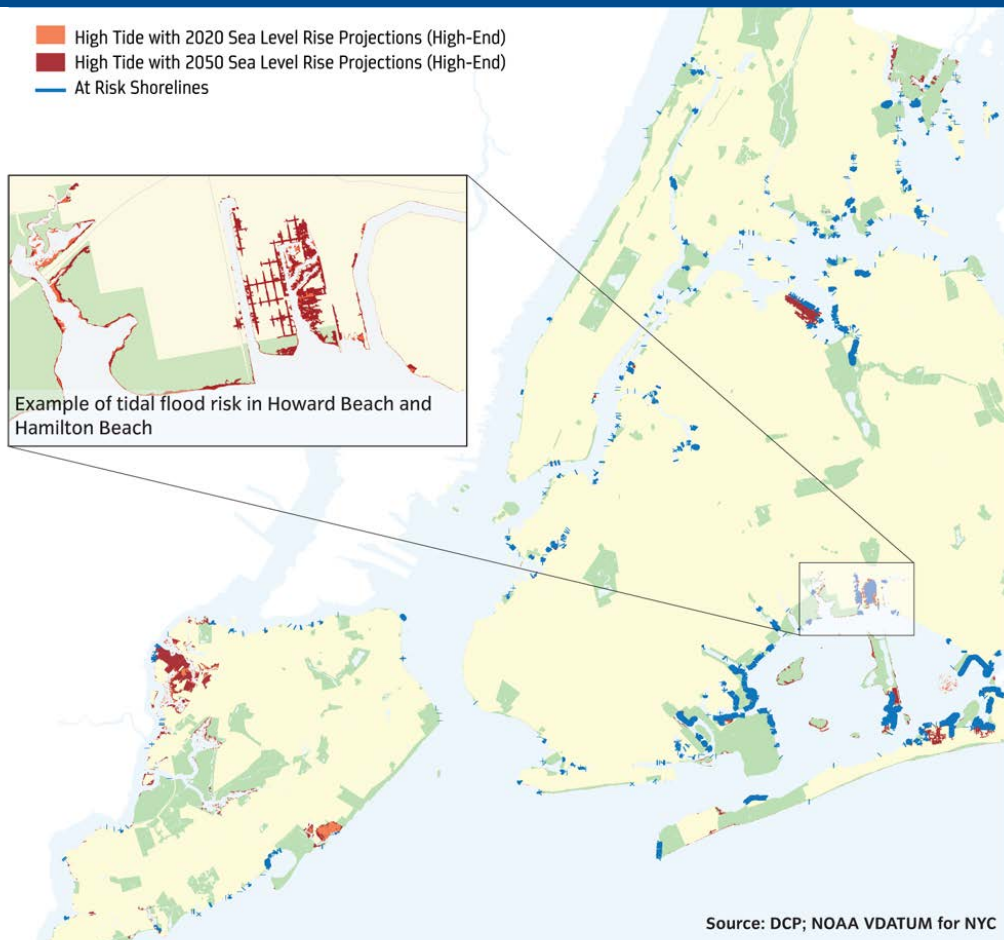 High Tide with 2020 Sea Level Rise Projections (High-End)
High Tide with 2050 Sea Level Rise Projections (High-End)
At Risk Shorelines
Example of tidal flood risk in Howard Beach and
Hamilton Beach
Source: DCP; NOAA VDATUM for NYC